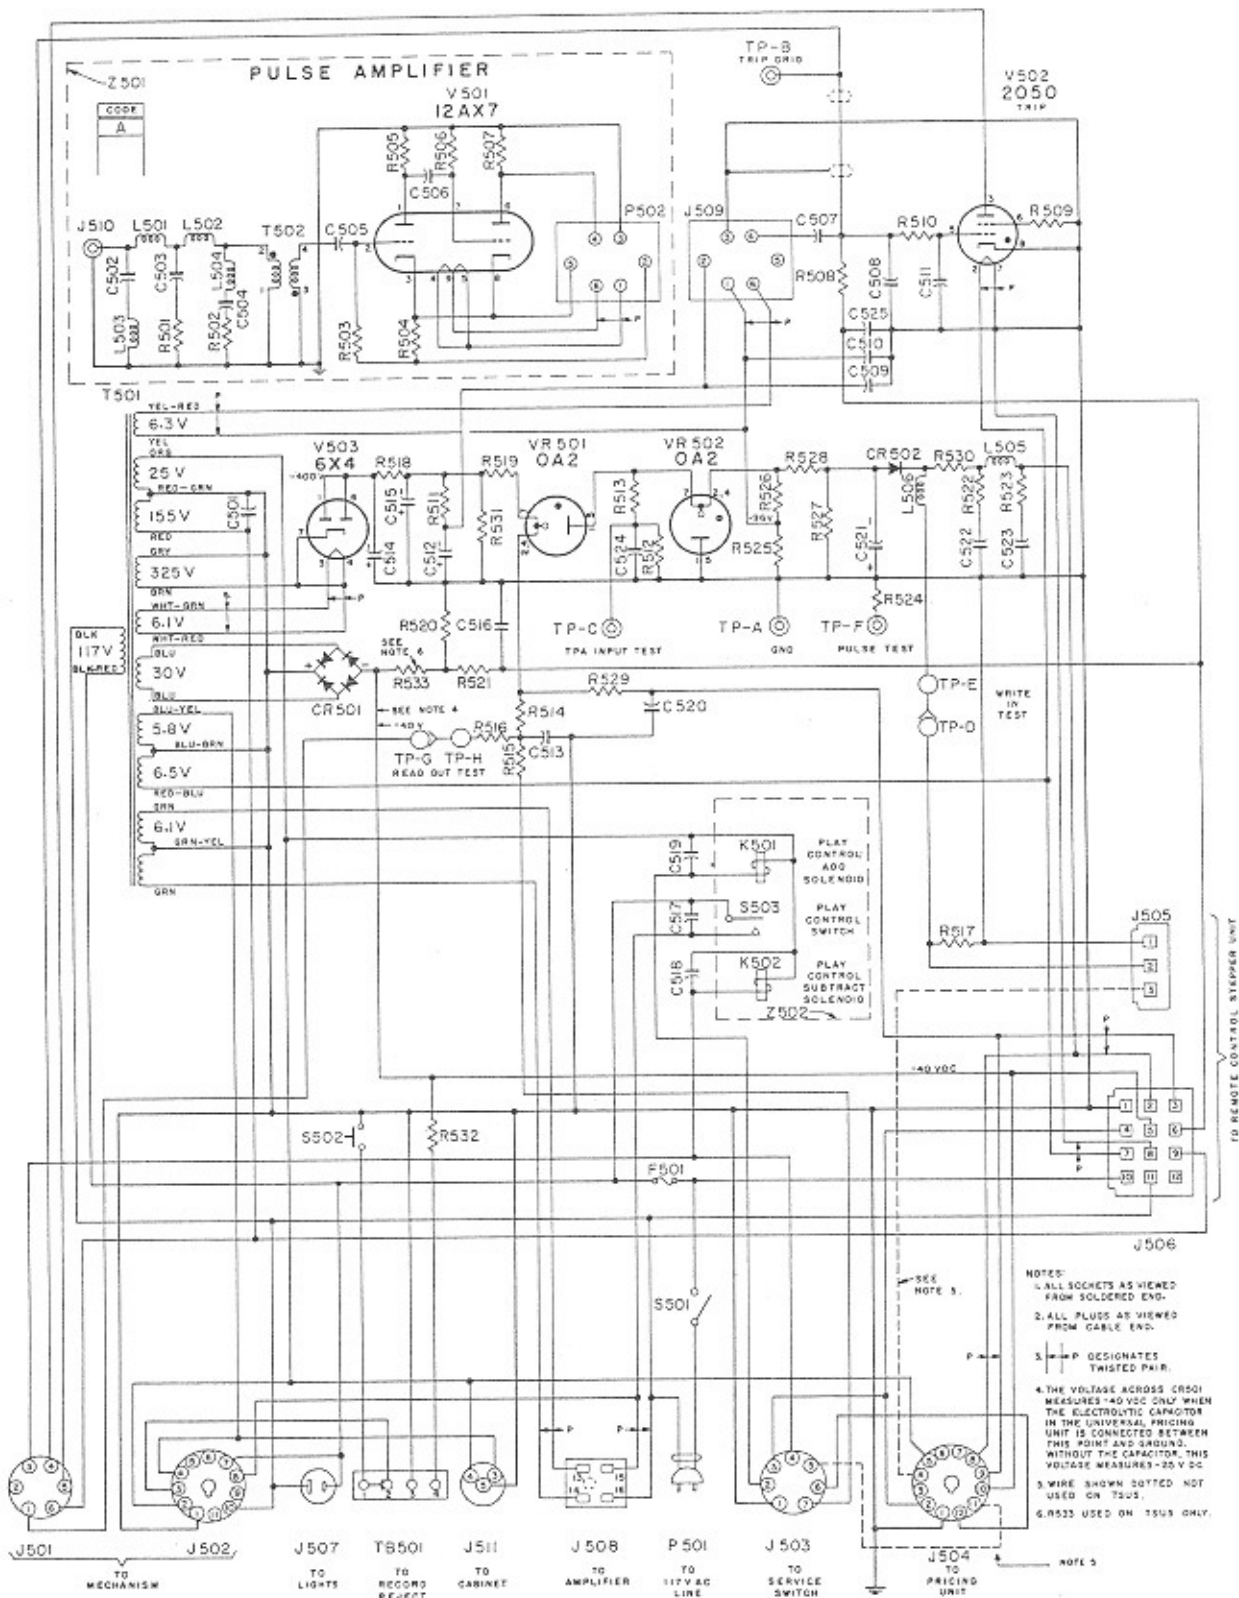 TP-B
TRIP GRID
Z501
PULSE AMPLIFIER
V502
2050
TRIP
CODE
A
V501
12AX7
R505
R506
R507
C506
J510
L501
L502
T502
C505
P502
J509
C507
R510
R509
C502
C503
L504
C504
R508
C508
C511
L503
R501
R502
R503
R504
C525
C510
C509
T501
YEL-RED
6.3V
YEL
ORG
25V
RED-GRN
155V
RED
GRY
325V
BRN
WHT-GRN
6.1V
WHT-RED
BLU
30V
BLU
BLU-YEL
5.8V
BLU-BRN
6.5V
RED-BLU
GRN
6.1V
GRN-YEL
GRN
BLK
117V
BLK-RED
C501
V503
6X4
-400V
R518
C515
R511
C514
C512
R531
R519
VR501
OA2
R513
C524
R512
VR502
OA2
R526
R525
R528
R527
CR502
C521
L506
R530
L505
R522
R523
C522
C523
R524
R520
C516
TP-C
TPA INPUT TEST
TP-A
GND
TP-F
PULSE TEST
SEE
NOTE 6
R533
R521
CR501
SEE NOTE 4
-40V
R529
C520
R514
R516
C513
R515
TP-G
TP-H
READ OUT TEST
TP-E
TP-D
WRITE
IN
TEST
C519
K501
PLAY
CONTROL
ADD
SOLENOID
C517
S503
PLAY
CONTROL
SWITCH
C518
K502
PLAY
CONTROL
SUBTRACT
SOLENOID
Z502
R517
J505
TO REMOTE CONTROL STEPPER UNIT
-40 VDC
S502
R532
F501
J506
S501
SEE
NOTE 5.
NOTES:
1. ALL SOCKETS AS VIEWED
FROM SOLDERED END.
2. ALL PLUGS AS VIEWED
FROM CABLE END.
3. P DESIGNATES
TWISTED PAIR.
4. THE VOLTAGE ACROSS CR501
MEASURES -40 VDC ONLY WHEN
THE ELECTROLYTIC CAPACITOR
IN THE UNIVERSAL PRICING
UNIT IS CONNECTED BETWEEN
THIS POINT AND GROUND.
WITHOUT THE CAPACITOR, THIS
VOLTAGE MEASURES -25 V DC
5. WIRE SHOWN DOTTED NOT
USED ON TSU5.
6. R533 USED ON TSU5 ONLY.
J501
J502
TO
MECHANISM
J507
TO
LIGHTS
TB501
TO
RECORD
REJECT
J511
TO
CABINET
J508
TO
AMPLIFIER
P501
TO
117 V AC
LINE
J503
TO
SERVICE
SWITCH
J504
TO
PRICING
UNIT
NOTE 5